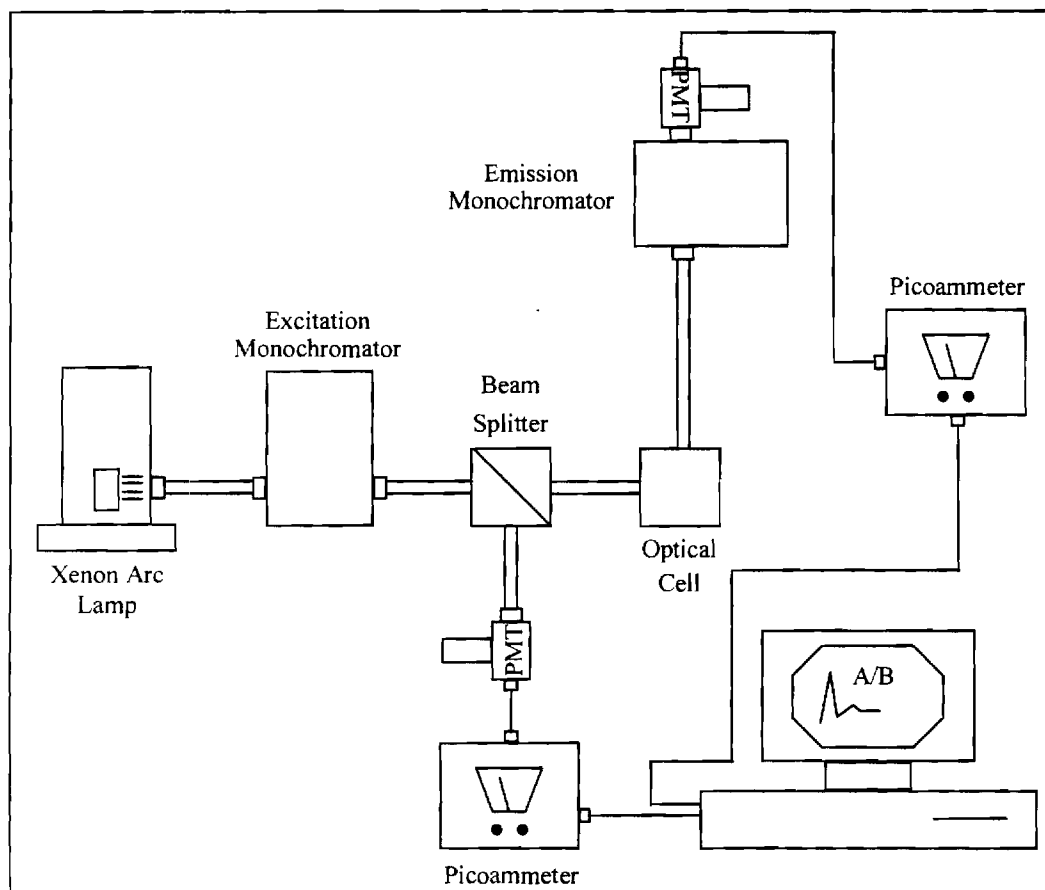 PMT
Emission
Monochromator
Picoammeter
Excitation
Monochromator
Beam
Splitter
Optical
Cell
Xenon Arc
Lamp
PMT
A/B
Picoammeter